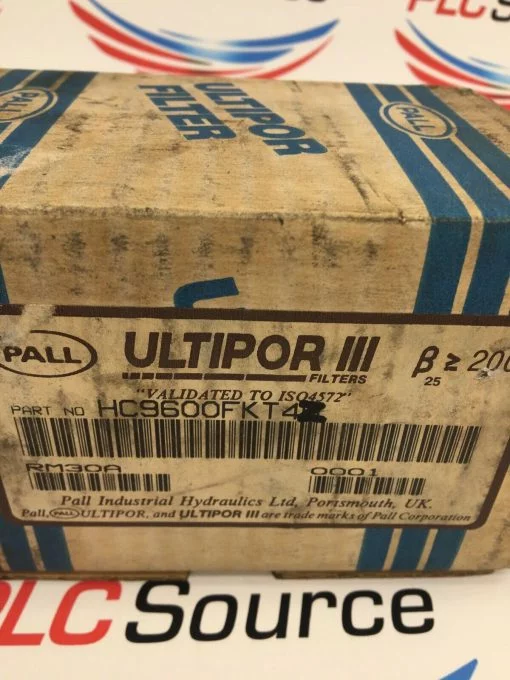 PLC Source
PALL
ULTIPOR
FILTER
PALL
PALL
ULTIPOR III
FILTERS
β25 ≥ 200
"VALIDATED TO ISO4572"
PART NO HC9600FKT4
RM30A
0001
Pall Industrial Hydraulics Ltd, Portsmouth, UK.
Pall, PALL ULTIPOR, and ULTIPOR III are trade marks of Pall Corporation
PLC Source